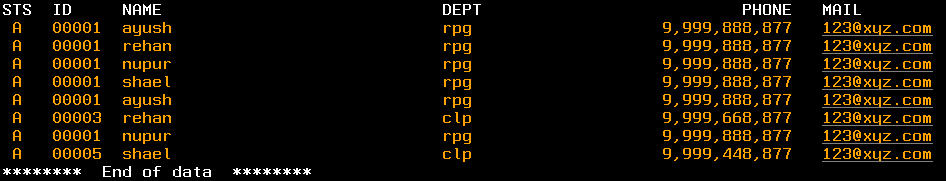 STS ID NAME DEPT PHONE MAIL
A 00001 ayush rpg 9,999,888,877 123@xyz.com
A 00001 rehan rpg 9,999,888,877 123@xyz.com
A 00001 nupur rpg 9,999,888,877 123@xyz.com
A 00001 shael rpg 9,999,888,877 123@xyz.com
A 00001 ayush rpg 9,999,888,877 123@xyz.com
A 00003 rehan clp 9,999,668,877 123@xyz.com
A 00001 nupur rpg 9,999,888,877 123@xyz.com
A 00005 shael clp 9,999,448,877 123@xyz.com
******** End of data ********